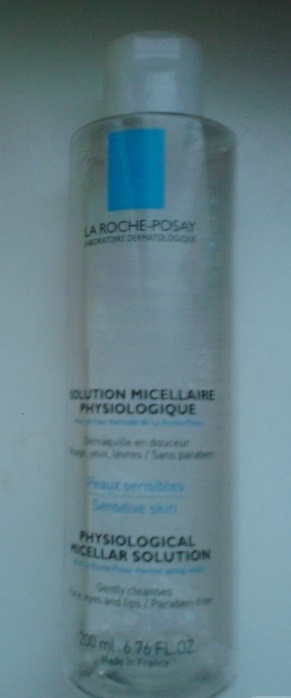 LA ROCHE-POSAY
LABORATOIRE DERMATOLOGIQUE
SOLUTION MICELLAIRE
PHYSIOLOGIQUE
Démaquille en douceur
Visage, yeux, lèvres / Sans paraben
Peaux sensibles
Sensitive skin
PHYSIOLOGICAL
MICELLAR SOLUTION
Gently cleanses
Face, eyes and lips / Paraben-free
200 ml 6.76 FL.OZ.
Made in France